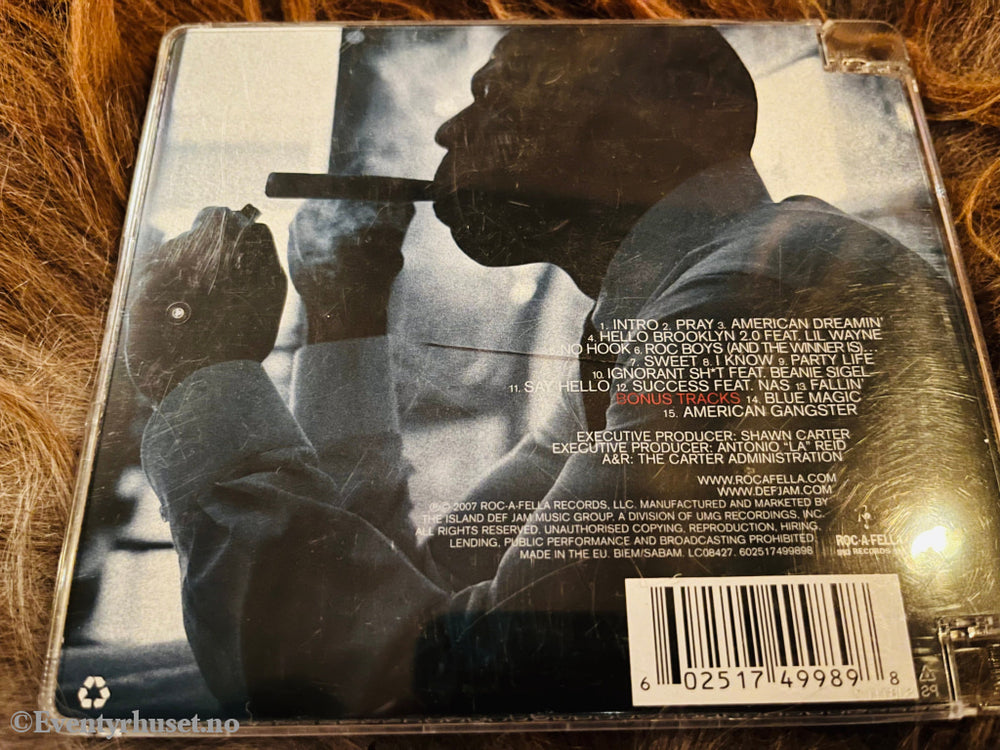 1. INTRO 2. PRAY 3. AMERICAN DREAMIN'
4. HELLO BROOKLYN 2.0 FEAT. LIL WAYNE
5. NO HOOK 6. ROC BOYS (AND THE WINNER IS)...
7. SWEET 8. I KNOW 9. PARTY LIFE
10. IGNORANT SH*T FEAT. BEANIE SIGEL
11. SAY HELLO 12. SUCCESS FEAT. NAS 13. FALLIN'
BONUS TRACKS 14. BLUE MAGIC
15. AMERICAN GANGSTER
EXECUTIVE PRODUCER: SHAWN CARTER
EXECUTIVE PRODUCER: ANTONIO "L.A." REID
A&R: THE CARTER ADMINISTRATION
WWW.ROCAFELLA.COM
WWW.DEFJAM.COM
℗ © 2007 ROC-A-FELLA RECORDS, LLC. MANUFACTURED AND MARKETED BY
THE ISLAND DEF JAM MUSIC GROUP, A DIVISION OF UMG RECORDINGS, INC.
ALL RIGHTS RESERVED. UNAUTHORISED COPYING, REPRODUCTION, HIRING,
LENDING, PUBLIC PERFORMANCE AND BROADCASTING PROHIBITED.
MADE IN THE EU. BIEM/SABAM. LC08427. 602517499898
ROC-A-FELLA
RECORDS
6 02517 49989 8
©Eventyrhuset.no